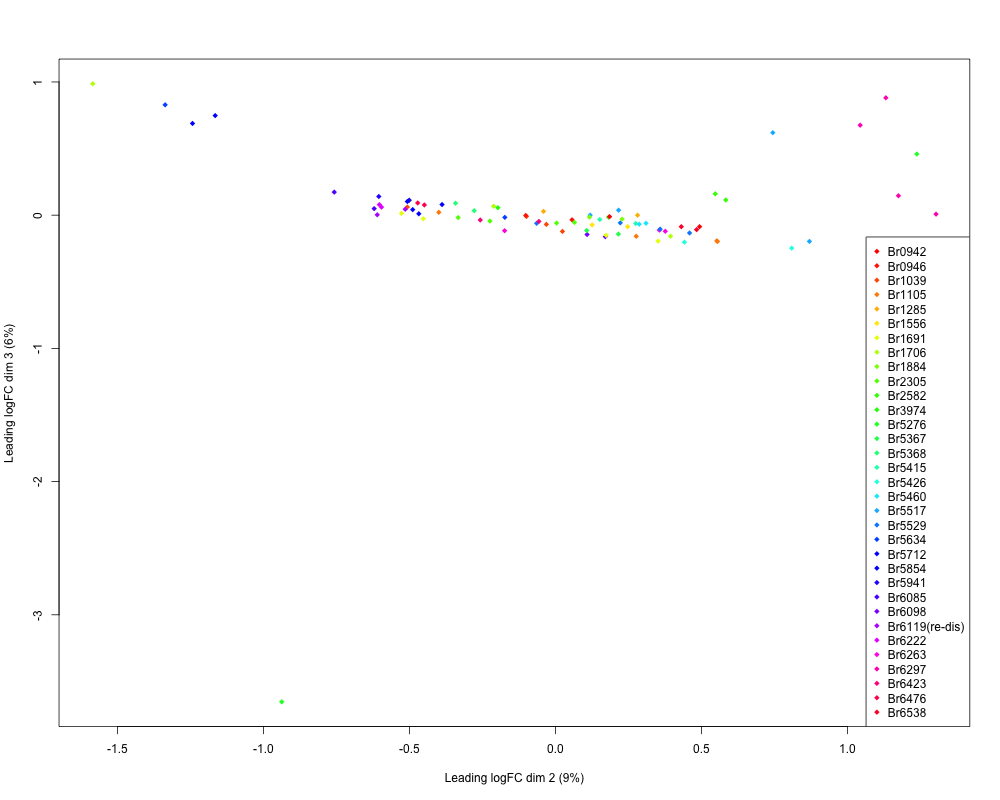 1
0
-1
-2
-3
Leading logFC dim 3 (6%)
-1.5
-1.0
-0.5
0.0
0.5
1.0
Leading logFC dim 2 (9%)
Br0942
Br0946
Br1039
Br1105
Br1285
Br1556
Br1691
Br1706
Br1884
Br2305
Br2582
Br3974
Br5276
Br5367
Br5368
Br5415
Br5426
Br5460
Br5517
Br5529
Br5634
Br5712
Br5854
Br5941
Br6085
Br6098
Br6119(re-dis)
Br6222
Br6263
Br6297
Br6423
Br6476
Br6538